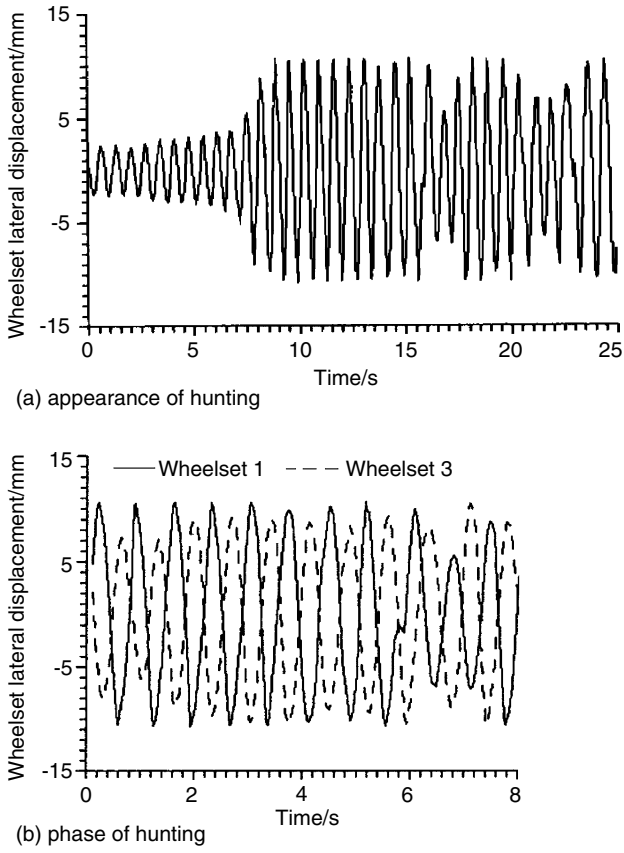 15
5
-5
-15
Wheelset lateral displacement/mm
0 5 10 15 20 25
Time/s
(a) appearance of hunting
15
5
-5
-15
Wheelset lateral displacement/mm
Wheelset 1 Wheelset 3
0 2 4 6 8
Time/s
(b) phase of hunting